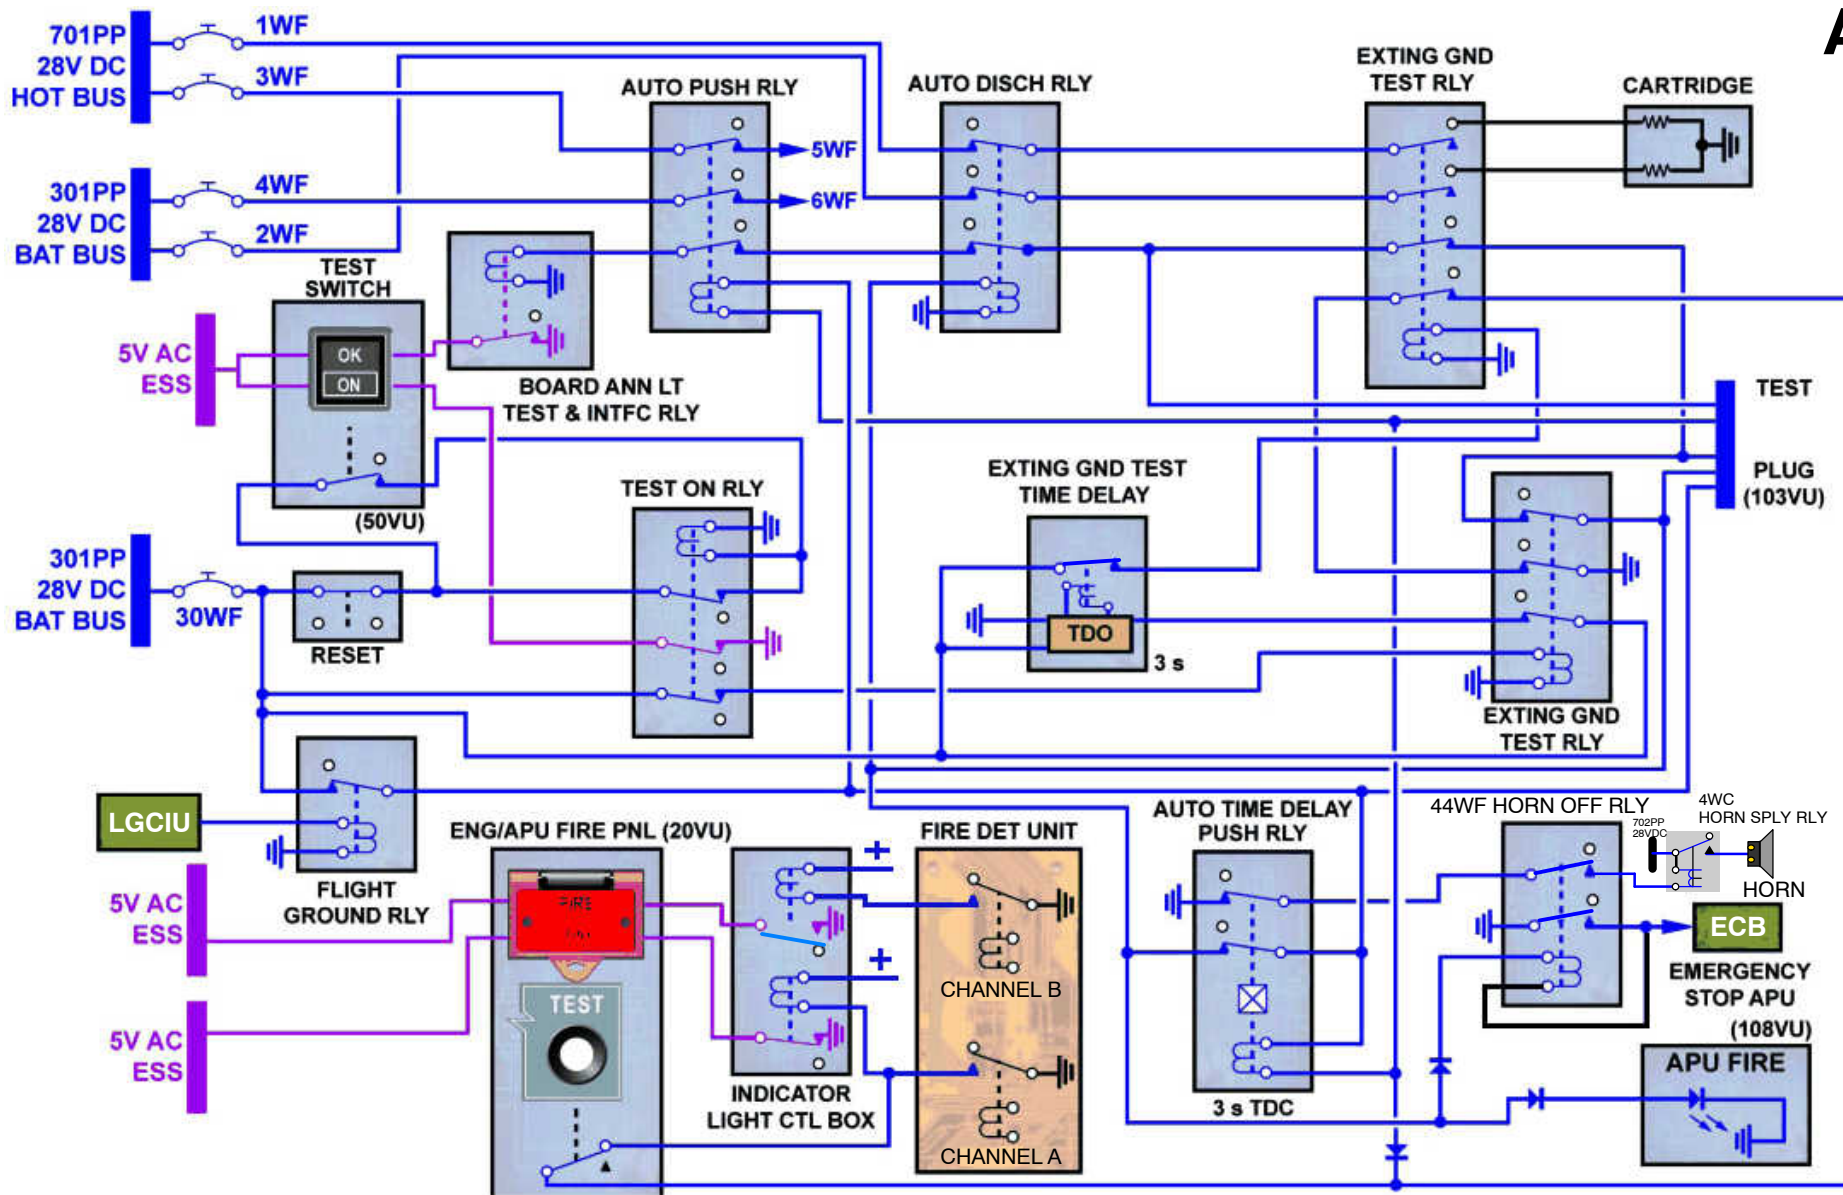 A
701PP
28V DC
HOT BUS
1WF
3WF
301PP
28V DC
BAT BUS
4WF
2WF
AUTO PUSH RLY
5WF
6WF
AUTO DISCH RLY
EXTING GND
TEST RLY
CARTRIDGE
TEST
SWITCH
OK
ON
(50VU)
5V AC
ESS
BOARD ANN LT
TEST & INTFC RLY
TEST
PLUG
(103VU)
TEST ON RLY
EXTING GND TEST
TIME DELAY
TDO
3 s
301PP
28V DC
BAT BUS
30WF
RESET
EXTING GND
TEST RLY
LGCIU
FLIGHT
GROUND RLY
ENG/APU FIRE PNL (20VU)
FIRE
TEST
5V AC
ESS
5V AC
ESS
+
+
INDICATOR
LIGHT CTL BOX
FIRE DET UNIT
CHANNEL B
CHANNEL A
AUTO TIME DELAY
PUSH RLY
3 s TDC
44WF HORN OFF RLY
4WC
HORN SPLY RLY
702PP
28VDC
HORN
ECB
EMERGENCY
STOP APU
(108VU)
APU FIRE